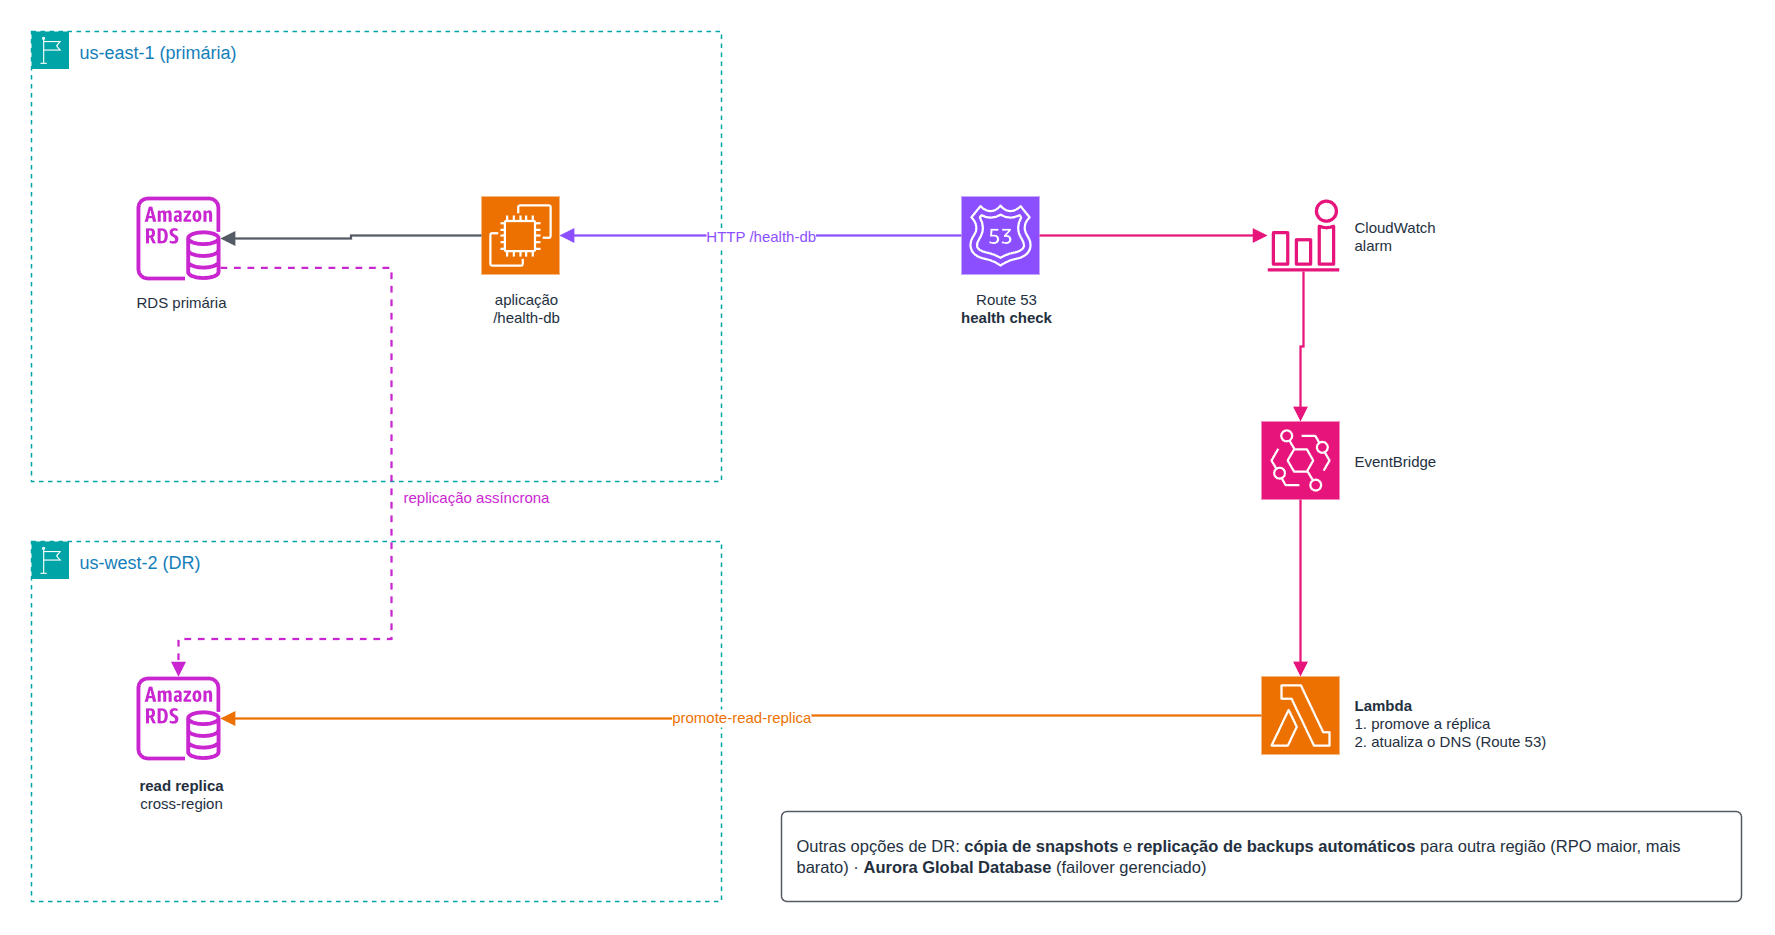 us-east-1 (primária)
Amazon
RDS
RDS primária
aplicação
/health-db
HTTP /health-db
53
Route 53
health check
CloudWatch
alarm
EventBridge
replicação assíncrona
us-west-2 (DR)
Amazon
RDS
read replica
cross-region
promote-read-replica
Lambda
1. promove a réplica
2. atualiza o DNS (Route 53)
Outras opções de DR: cópia de snapshots e replicação de backups automáticos para outra região (RPO maior, mais
barato) · Aurora Global Database (failover gerenciado)